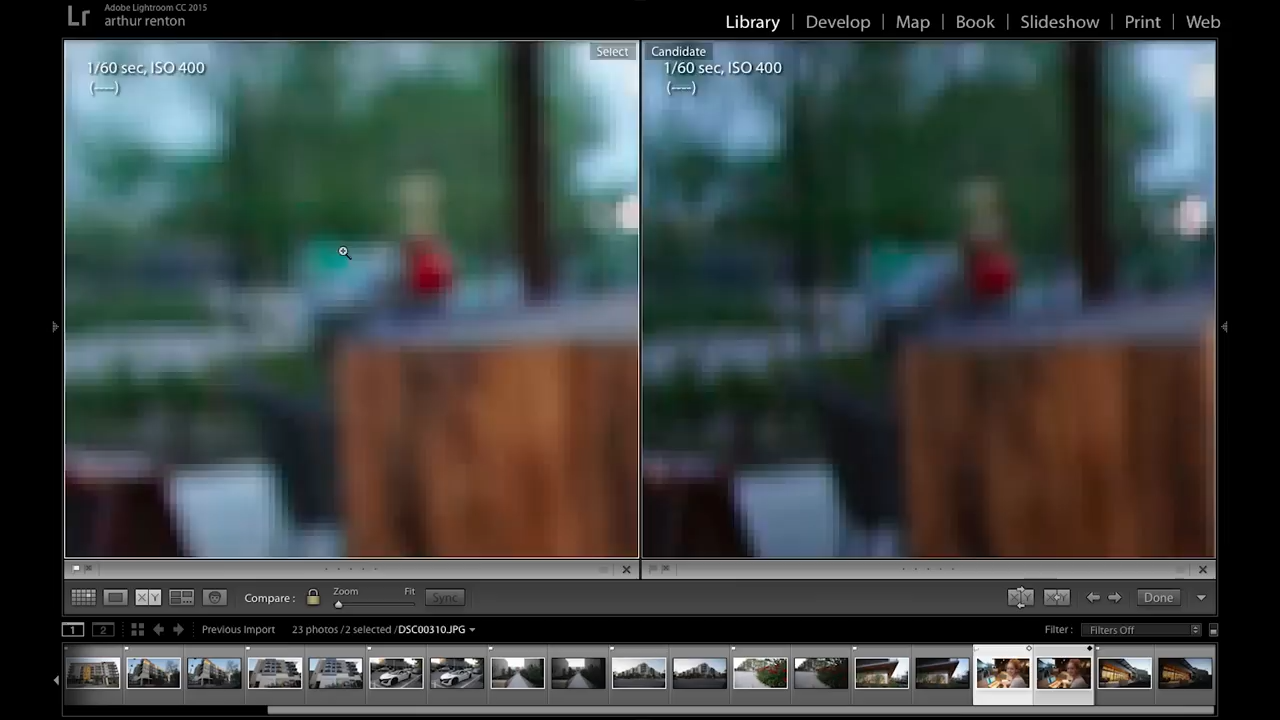 Lr
Adobe Lightroom CC 2015
arthur renton
Library | Develop | Map | Book | Slideshow | Print | Web
Select
1/60 sec, ISO 400
(----)
Candidate
1/60 sec, ISO 400
(----)
X Y
Compare :
Zoom
Fit
Sync
X Y
X Y
Done
1
2
Previous Import
23 photos /2 selected /DSC00310.JPG
Filter :
Filters Off